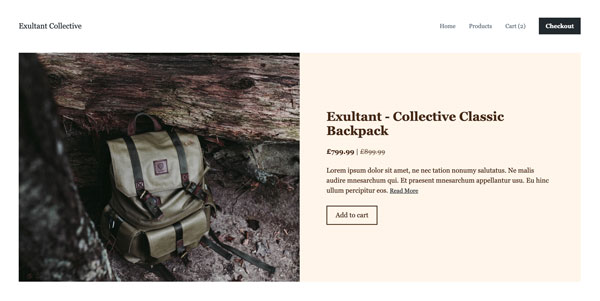 Exultant Collective
Home
Products
Cart (2)
Checkout
Exultant - Collective Classic
Backpack
£799.99 | £899.99
Lorem ipsum dolor sit amet, ne nec tation nonumy salutatus. Ne malis
audire mnesarchum qui. Et praesent mnesarchum appellantur usu. Eu hinc
ullum percipitur eos. Read More
Add to cart